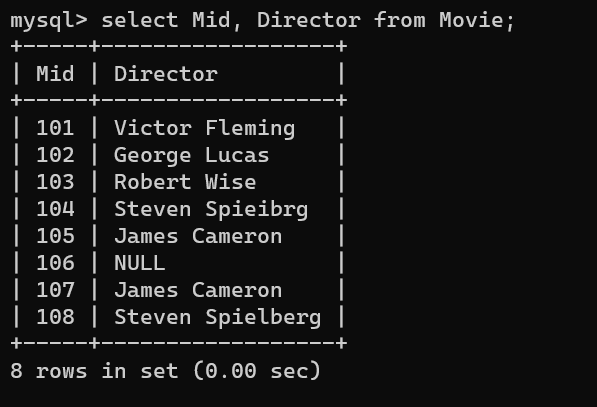 mysql> select Mid, Director from Movie;
+-----+------------------+
| Mid | Director         |
+-----+------------------+
| 101 | Victor Fleming   |
| 102 | George Lucas     |
| 103 | Robert Wise      |
| 104 | Steven Spieibrg  |
| 105 | James Cameron    |
| 106 | NULL             |
| 107 | James Cameron    |
| 108 | Steven Spielberg |
+-----+------------------+
8 rows in set (0.00 sec)